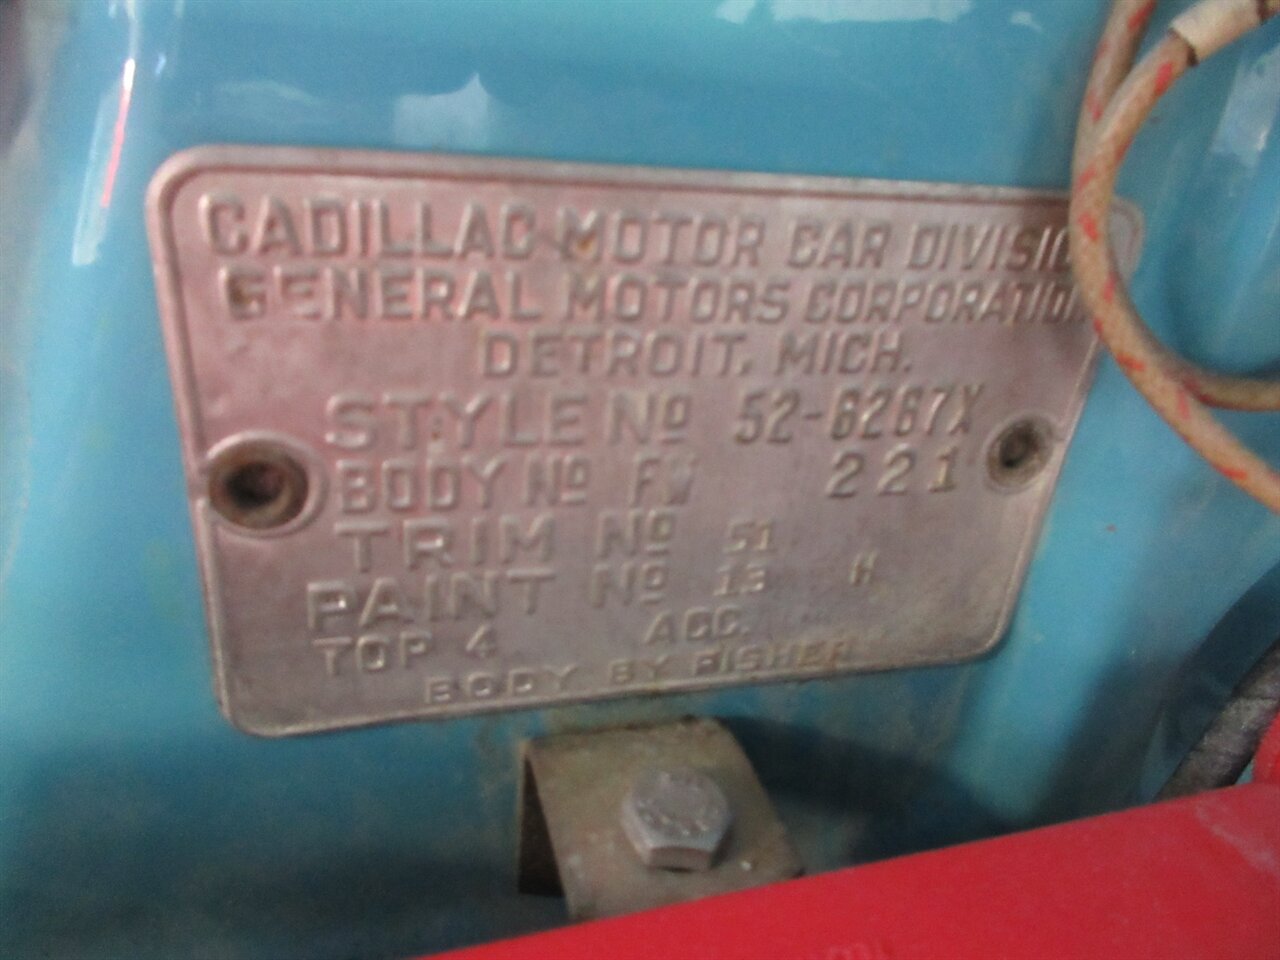 CADILLAC MOTOR CAR DIVISIO
GENERAL MOTORS CORPORATION
DETROIT, MICH.
STYLE Nº 52-6267X
BODY Nº FW 221
TRIM Nº 51
PAINT Nº 13 H
TOP 4 ACC.
BODY BY FISHER